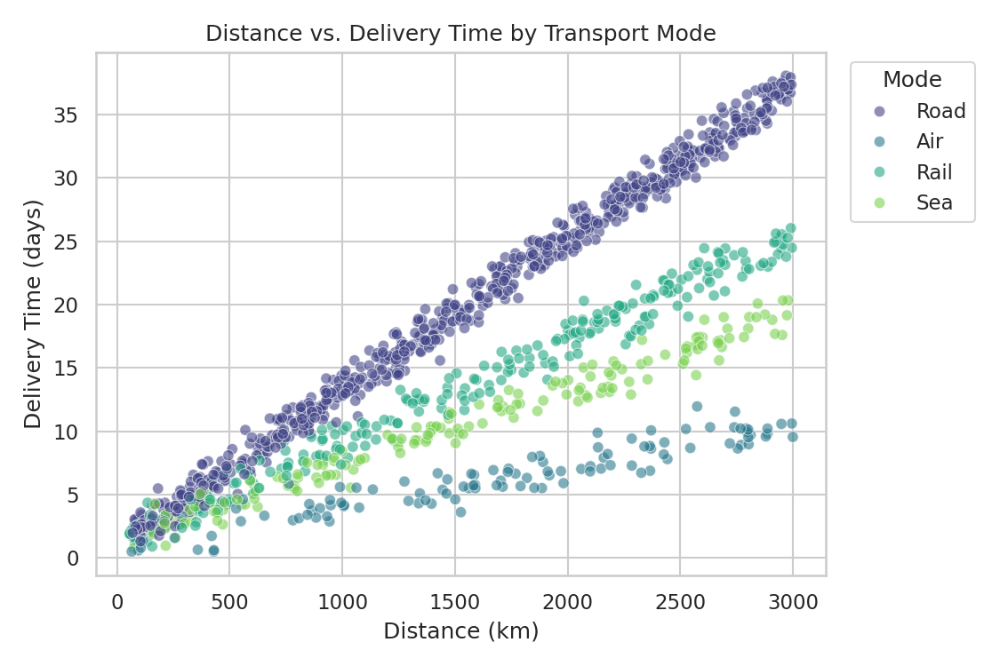 Distance vs. Delivery Time by Transport Mode
Mode
Road
Air
Rail
Sea
Delivery Time (days)
35
30
25
20
15
10
5
0
0 500 1000 1500 2000 2500 3000
Distance (km)